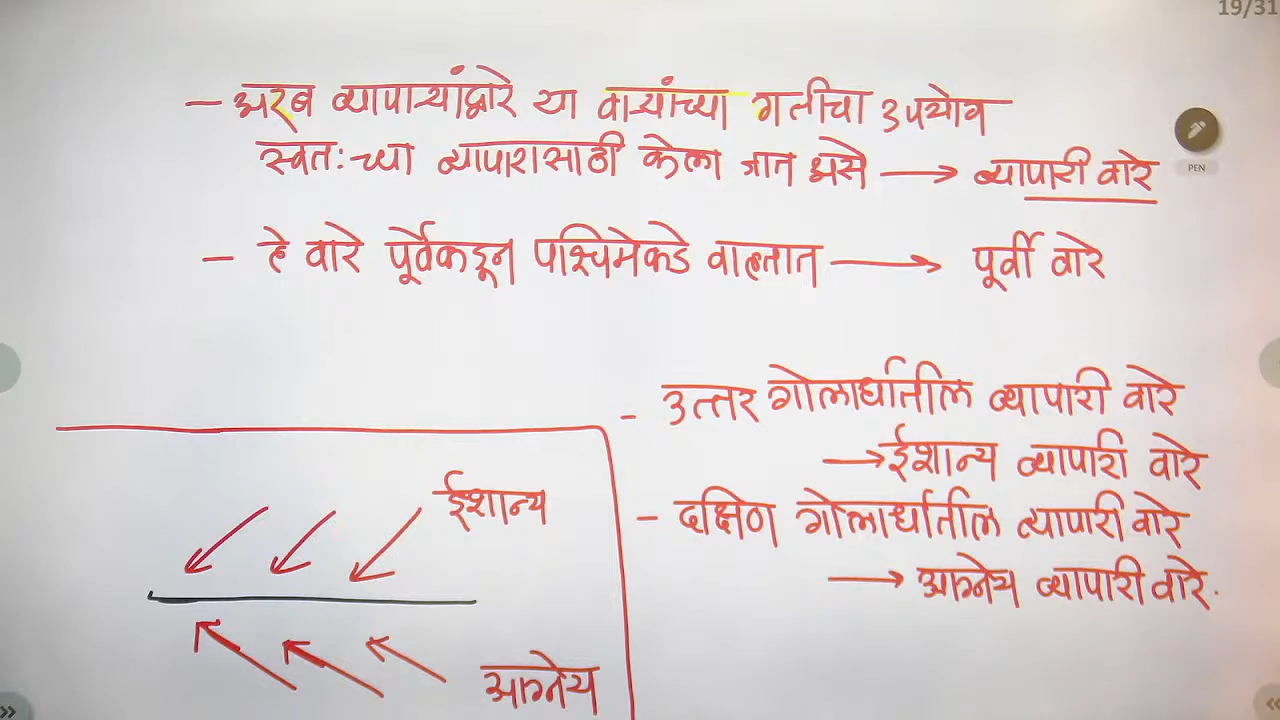 19/31
- अरब व्यापाऱ्यांद्वारे या वाऱ्यांच्या गतीचा उपयोग
स्वतःच्या व्यापारासाठी केला जात असे → व्यापारी वारे
PEN
- हे वारे पूर्वेकडून पश्चिमेकडे वाहतात → पूर्वी वारे
- उत्तर गोलार्धातील व्यापारी वारे
→ ईशान्य व्यापारी वारे
- दक्षिण गोलार्धातील व्यापारी वारे
→ आग्नेय व्यापारी वारे.
ईशान्य
आग्नेय